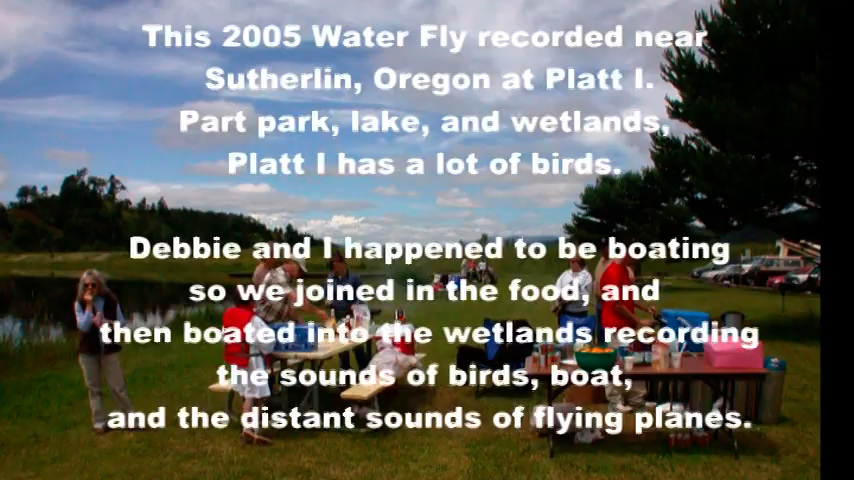 This 2005 Water Fly recorded near
Sutherlin, Oregon at Platt I.
Part park, lake, and wetlands,
Platt I has a lot of birds.
Debbie and I happened to be boating
so we joined in the food, and
then boated into the wetlands recording
the sounds of birds, boat,
and the distant sounds of flying planes.